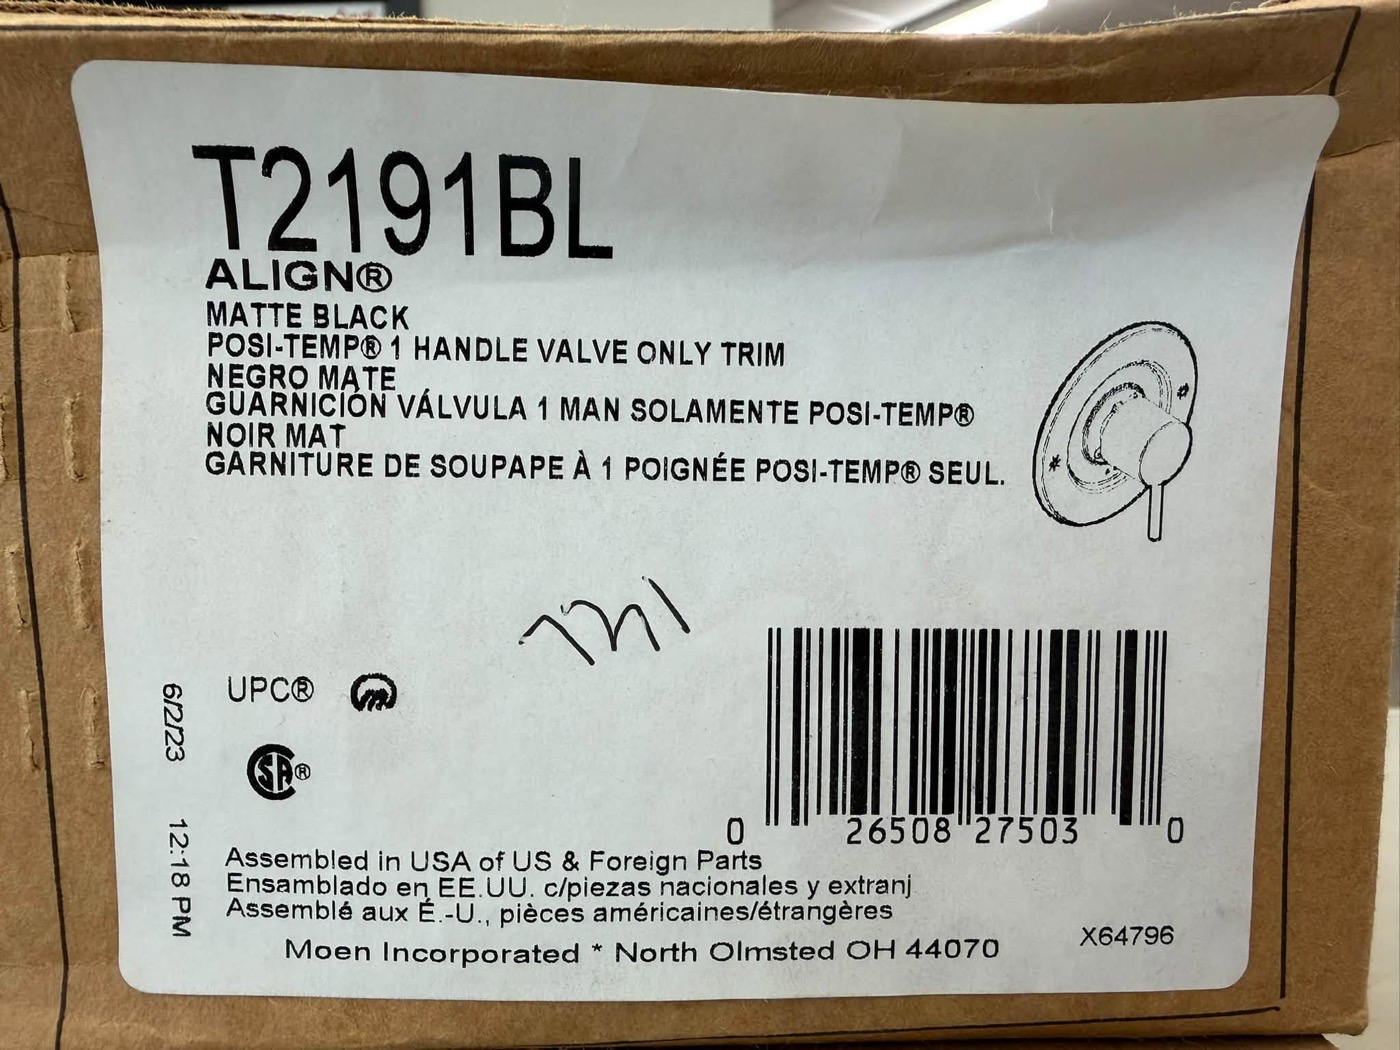 T2191BL
ALIGN®
MATTE BLACK
POSI-TEMP® 1 HANDLE VALVE ONLY TRIM
NEGRO MATE
GUARNICIÓN VÁLVULA 1 MAN SOLAMENTE POSI-TEMP®
NOIR MAT
GARNITURE DE SOUPAPE À 1 POIGNÉE POSI-TEMP® SEUL.
UPC®
SA®
6/2/23 12:18 PM
0 26508 27503 0
Assembled in USA of US & Foreign Parts
Ensamblado en EE.UU. c/piezas nacionales y extranj
Assemblé aux É.-U., pièces américaines/étrangères
Moen Incorporated * North Olmsted OH 44070
X64796